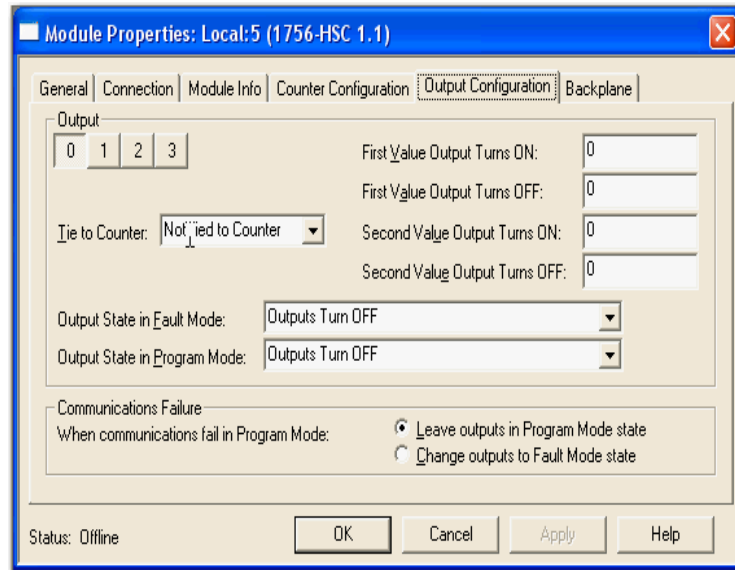 Module Properties: Local:5 (1756-HSC 1.1)
General Connection Module Info Counter Configuration Output Configuration Backplane
Output
0 1 2 3
First Value Output Turns ON: 0
First Value Output Turns OFF: 0
Tie to Counter: Not Tied to Counter
Second Value Output Turns ON: 0
Second Value Output Turns OFF: 0
Output State in Fault Mode: Outputs Turn OFF
Output State in Program Mode: Outputs Turn OFF
Communications Failure
When communications fail in Program Mode:
Leave outputs in Program Mode state
Change outputs to Fault Mode state
Status: Offline
OK Cancel Apply Help